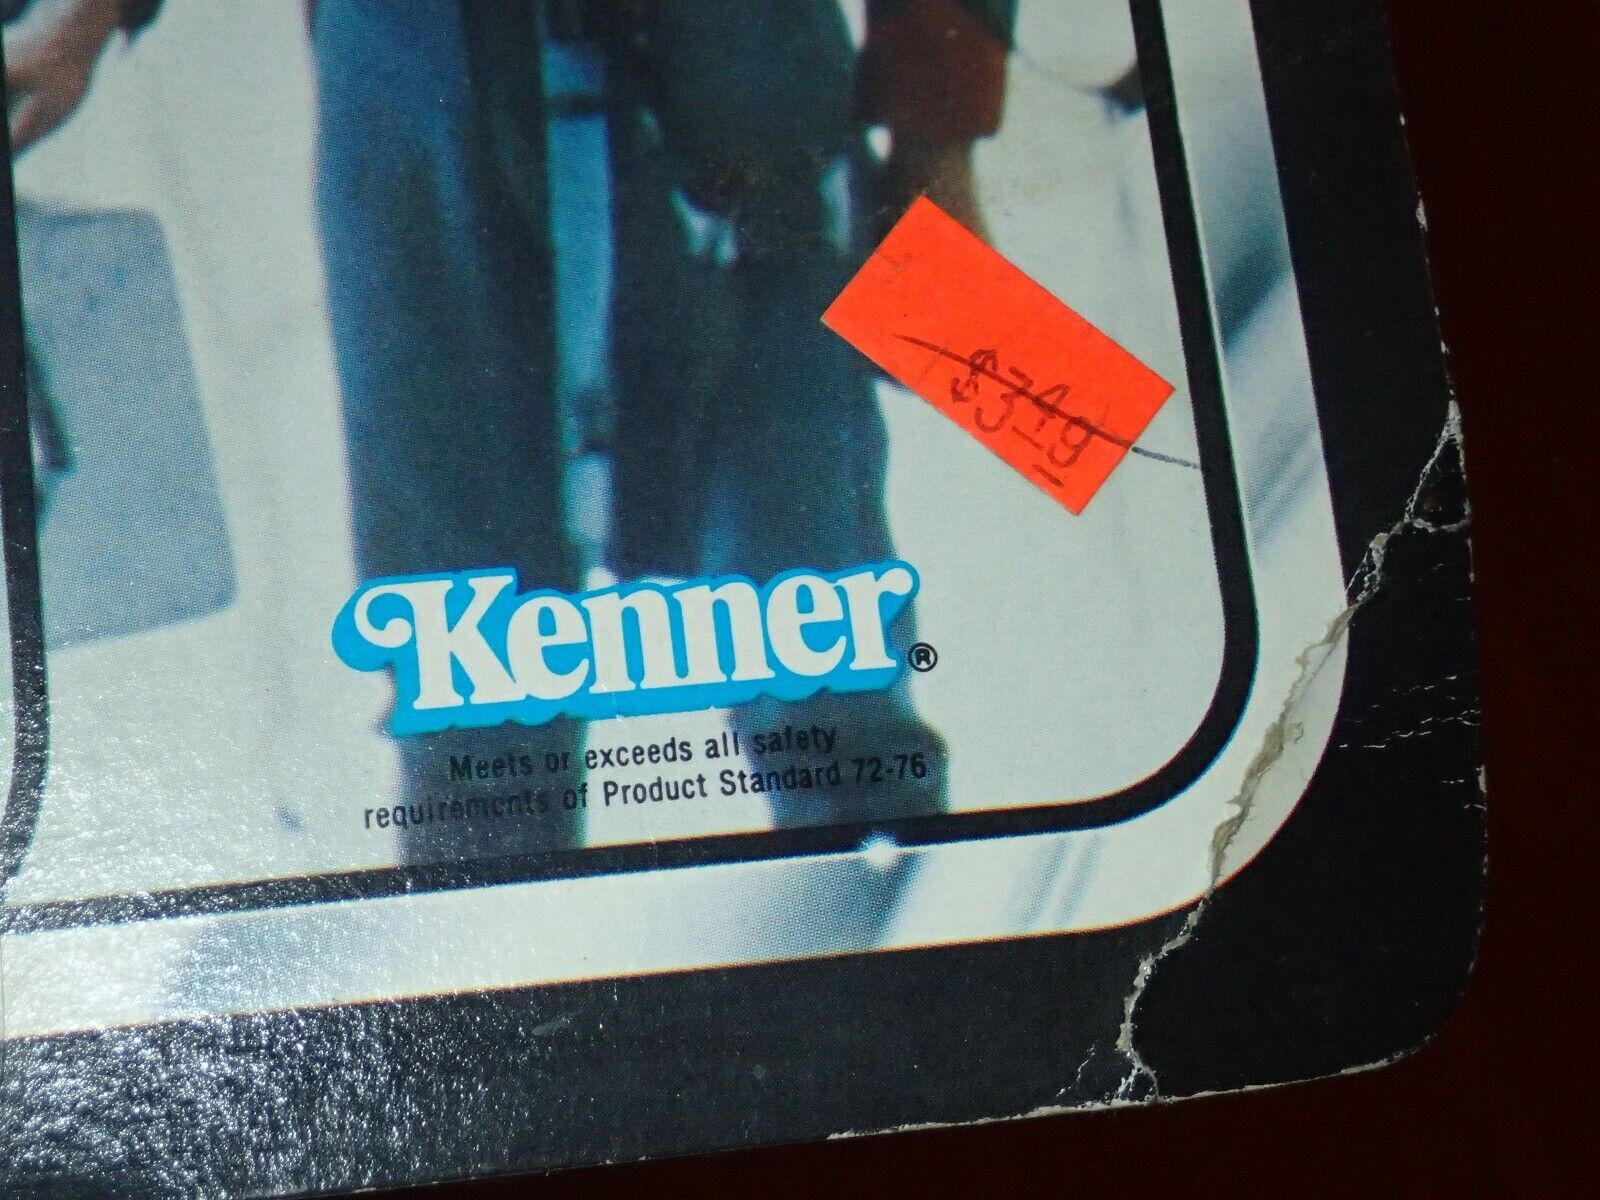 $3.49
Kenner®
Meets or exceeds all safety
requirements of Product Standard 72-76